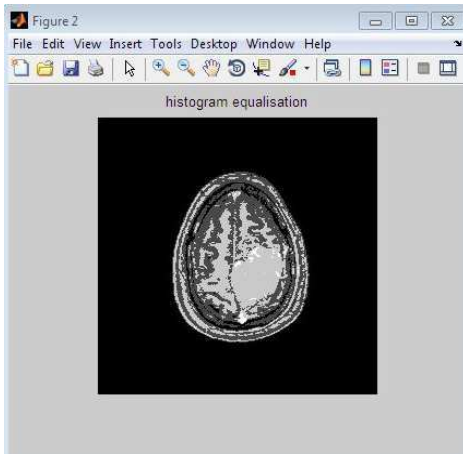 Figure 2
File Edit View Insert Tools Desktop Window Help
histogram equalisation